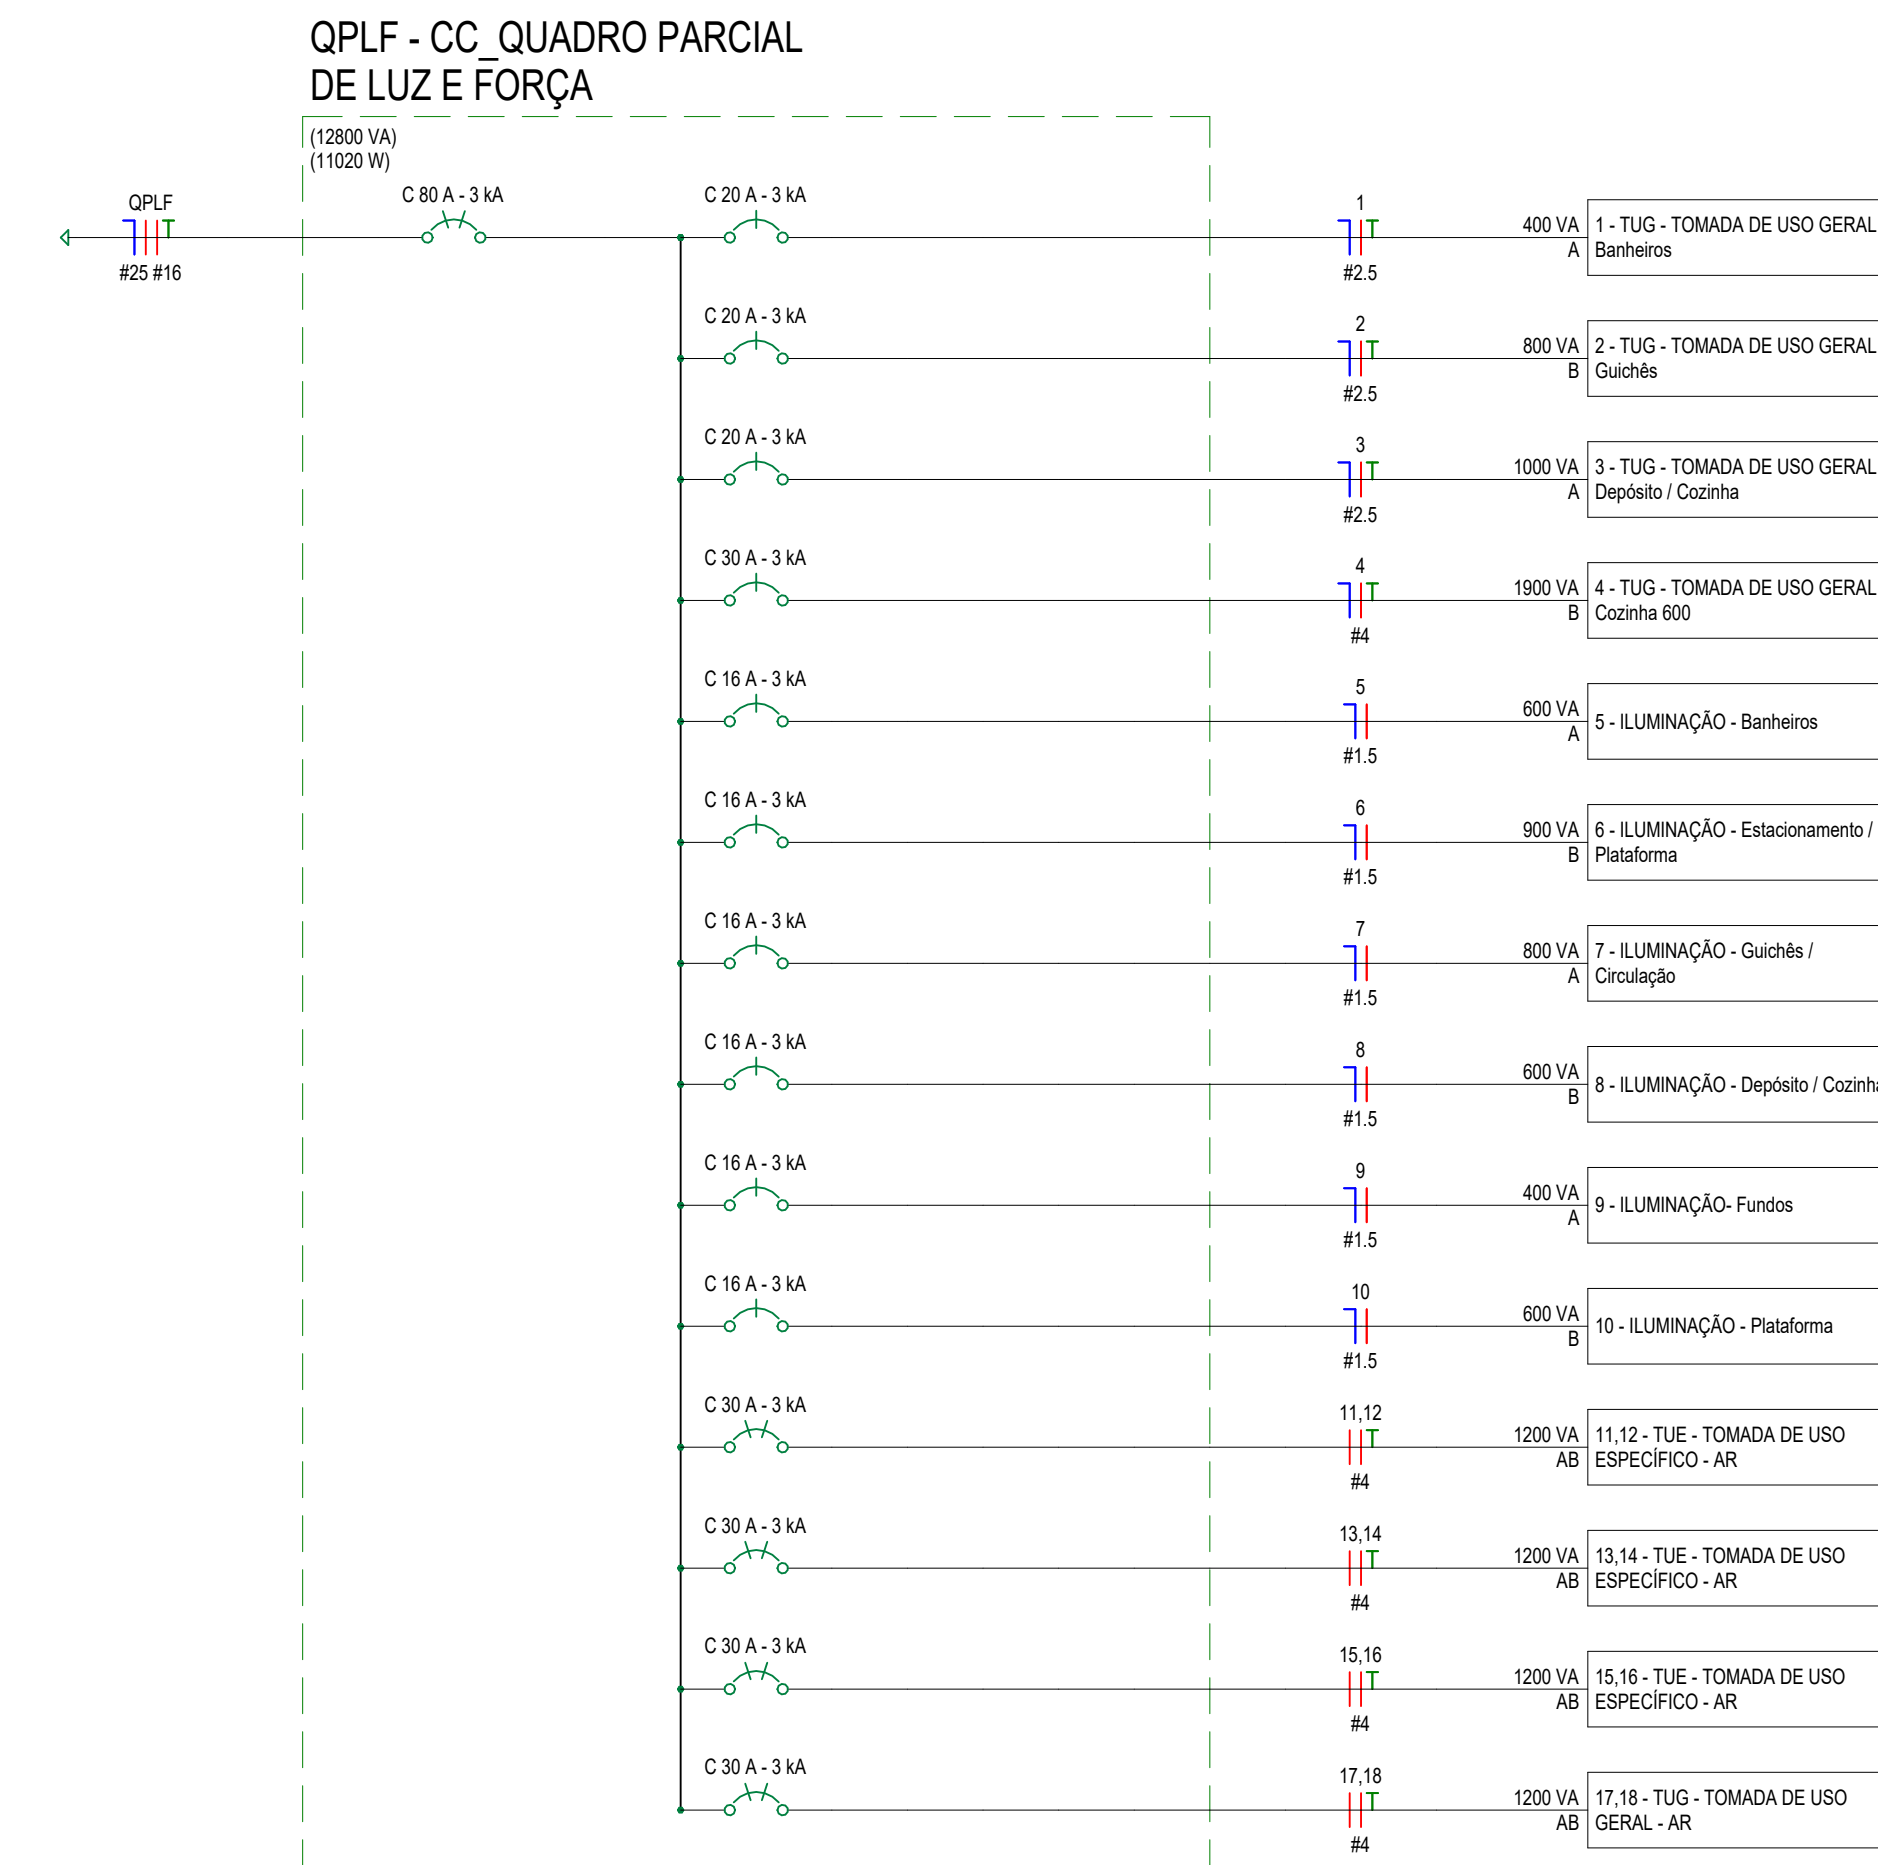 QPLF - CC_QUADRO PARCIAL
DE LUZ E FORÇA
(12800 VA)
(11020 W)
QPLF
#25 #16
C 80 A - 3 kA
C 20 A - 3 kA
1
#2.5
400 VA
A
1 - TUG - TOMADA DE USO GERAL
Banheiros
C 20 A - 3 kA
2
#2.5
800 VA
B
2 - TUG - TOMADA DE USO GERAL
Guichês
C 20 A - 3 kA
3
#2.5
1000 VA
A
3 - TUG - TOMADA DE USO GERAL
Depósito / Cozinha
C 30 A - 3 kA
4
#4
1900 VA
B
4 - TUG - TOMADA DE USO GERAL
Cozinha 600
C 16 A - 3 kA
5
#1.5
600 VA
A
5 - ILUMINAÇÃO - Banheiros
C 16 A - 3 kA
6
#1.5
900 VA
B
6 - ILUMINAÇÃO - Estacionamento /
Plataforma
C 16 A - 3 kA
7
#1.5
800 VA
A
7 - ILUMINAÇÃO - Guichês /
Circulação
C 16 A - 3 kA
8
#1.5
600 VA
B
8 - ILUMINAÇÃO - Depósito / Cozinha
C 16 A - 3 kA
9
#1.5
400 VA
A
9 - ILUMINAÇÃO- Fundos
C 16 A - 3 kA
10
#1.5
600 VA
B
10 - ILUMINAÇÃO - Plataforma
C 30 A - 3 kA
11,12
#4
1200 VA
AB
11,12 - TUE - TOMADA DE USO
ESPECÍFICO - AR
C 30 A - 3 kA
13,14
#4
1200 VA
AB
13,14 - TUE - TOMADA DE USO
ESPECÍFICO - AR
C 30 A - 3 kA
15,16
#4
1200 VA
AB
15,16 - TUE - TOMADA DE USO
ESPECÍFICO - AR
C 30 A - 3 kA
17,18
#4
1200 VA
AB
17,18 - TUG - TOMADA DE USO
GERAL - AR